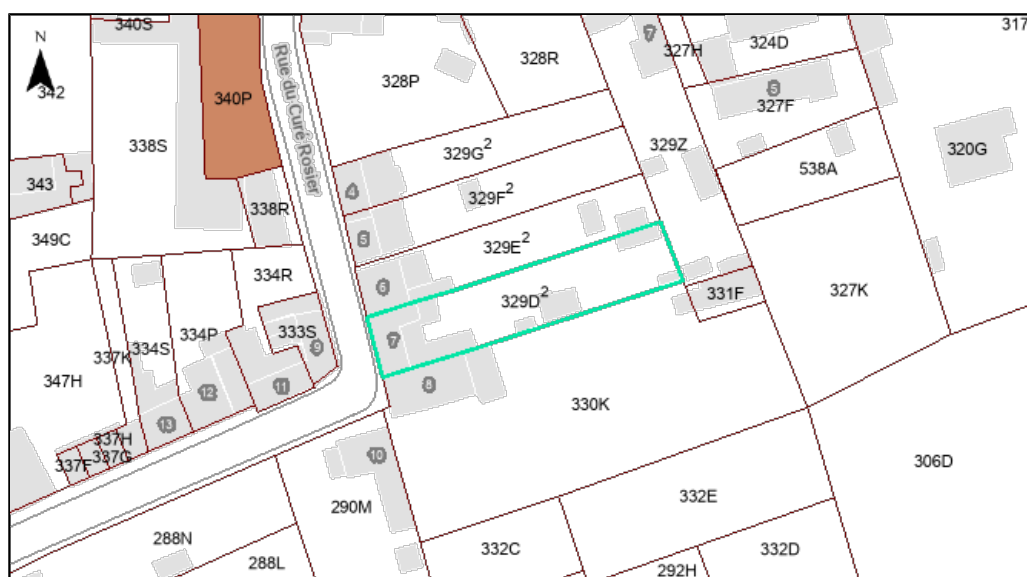 340S
317
N
342
328P
328R
7
327H
324D
5
327F
340P
Rue du Curé Rosier
338S
329G²
329Z
538A
320G
343
4
329F²
338R
349C
5
329E²
334R
6
329D²
331F
327K
334P
333S
9
7
337K
334S
347H
12
11
8
330K
13
337H
337G
337F
10
306D
290M
332E
288N
288L
332C
332D
292H